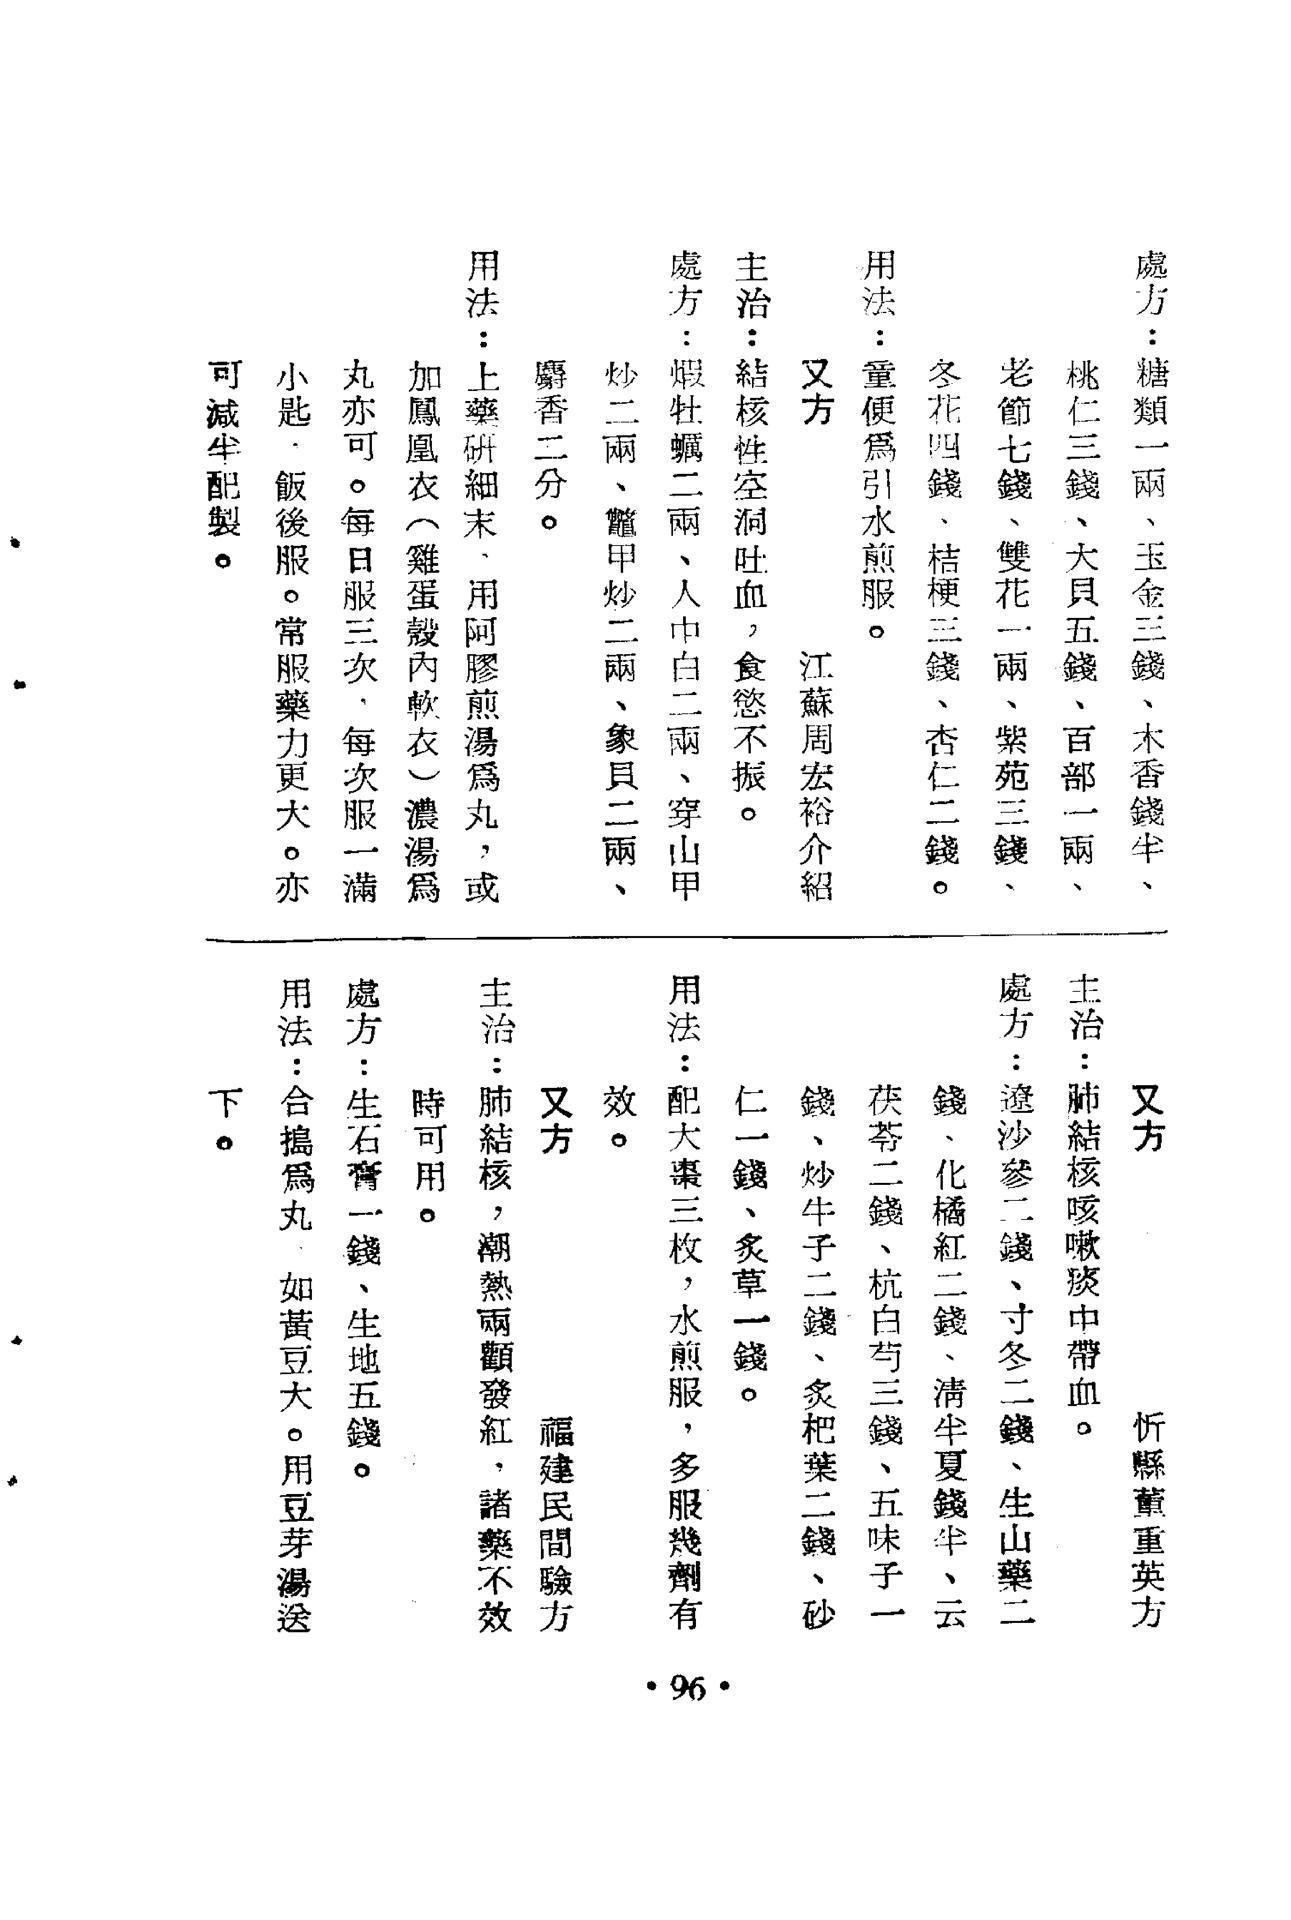 處方：糖類一兩、玉金三錢、木香錢半、
桃仁三錢、大貝五錢、百部一兩、
老節七錢、雙花一兩、紫苑三錢、
冬花四錢、桔梗三錢、杏仁二錢。
用法：童便爲引水煎服。
又方　江蘇周宏裕介紹
主治：結核性空洞吐血，食慾不振。
處方：煆牡蠣二兩、人中白二兩、穿山甲
炒二兩、鼈甲炒二兩、象貝二兩、
麝香二分。
用法：上藥研細末、用阿膠煎湯爲丸，或
加鳳凰衣（雞蛋殼內軟衣）濃湯爲
丸亦可。每日服三次、每次服一滿
小匙．飯後服。常服藥力更大。亦
可減半配製。
又方　忻縣董重英方
主治：肺結核咳嗽痰中帶血。
處方：遼沙參二錢、寸冬二錢、生山藥二
錢、化橘紅二錢、淸半夏錢半、云
茯苓二錢、杭白芍三錢、五味子一
錢、炒牛子二錢、炙杷葉二錢、砂
仁一錢、炙草一錢。
用法：配大棗三枚，水煎服，多服幾劑有
效。
又方　福建民間驗方
主治：肺結核，潮熱兩顴發紅，諸藥不效
時可用。
處方：生石膏一錢、生地五錢。
用法：合搗爲丸．如黃豆大。用豆芽湯送
下。
•96•